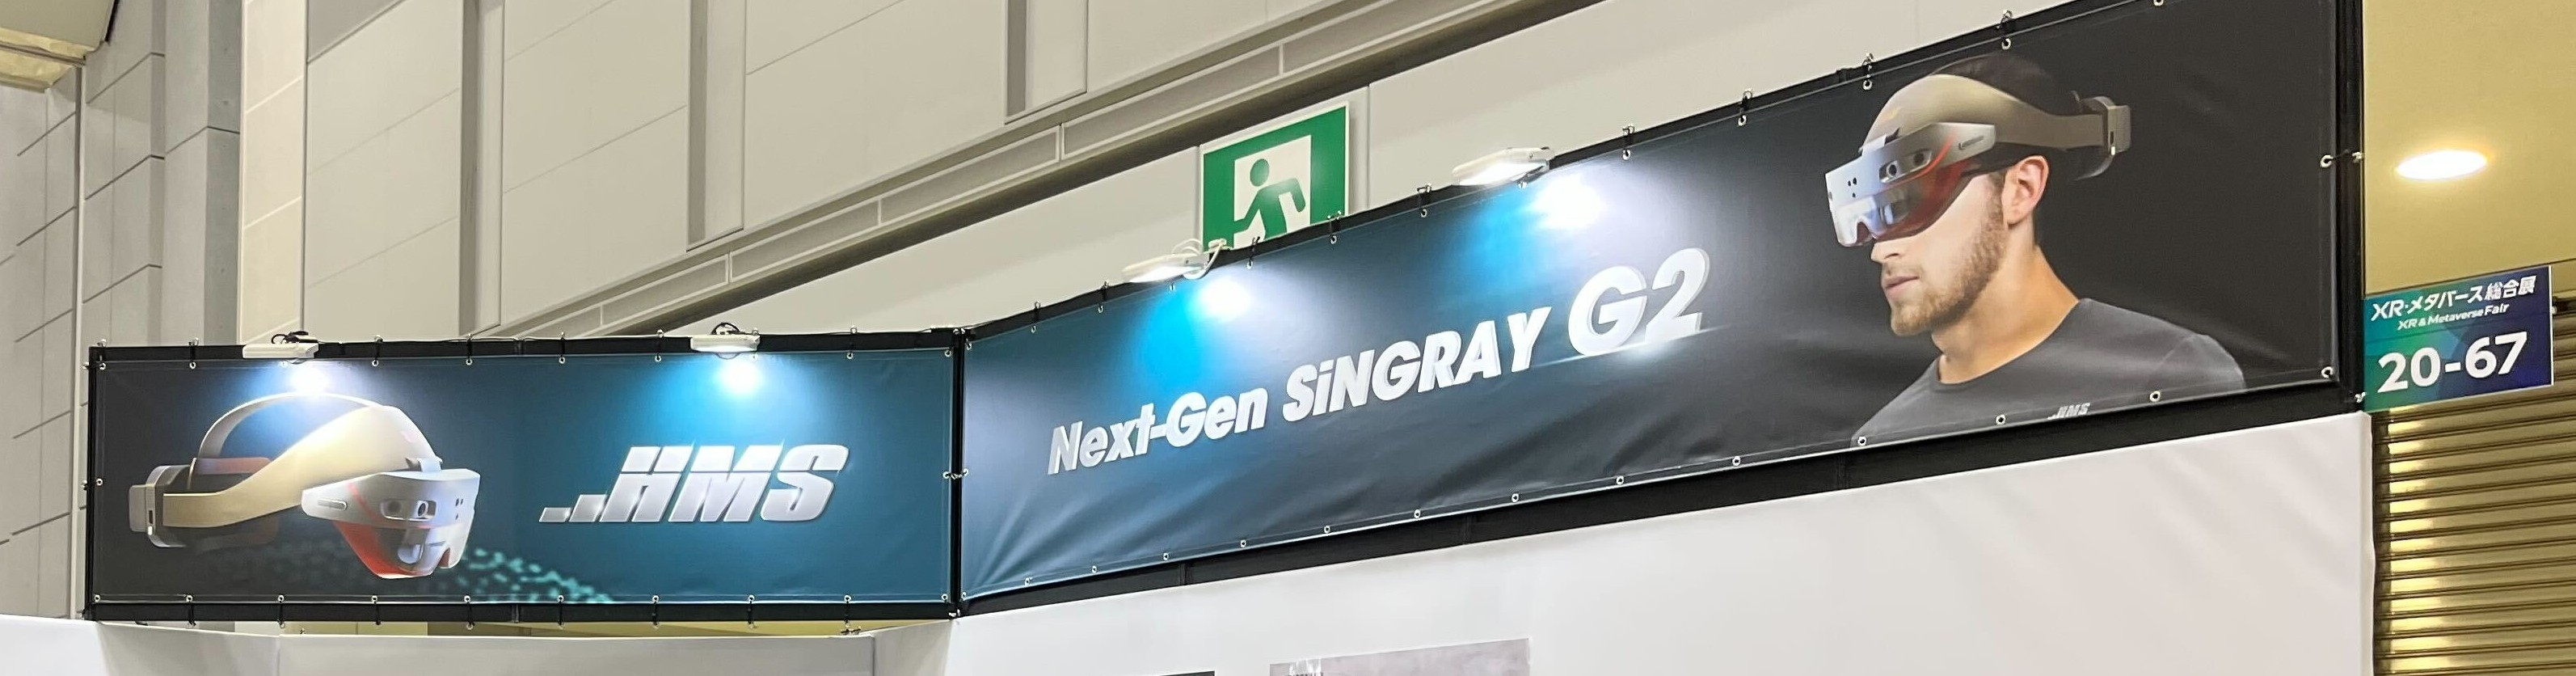 HMS
Next-Gen SiNGRAY G2
HMS
XR・メタバース総合展
XR & Metaverse Fair
20-67